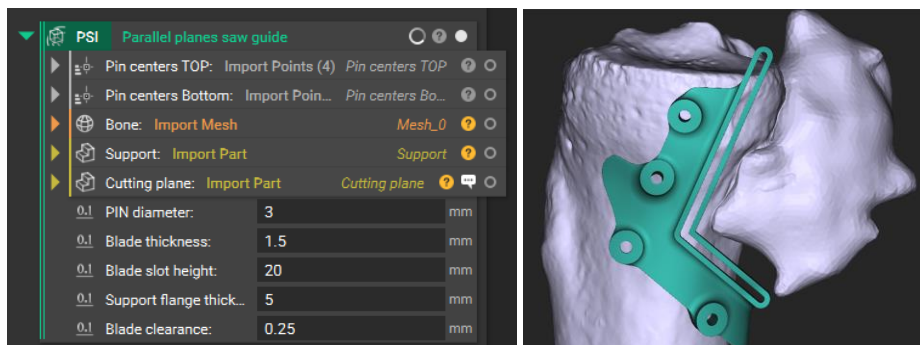 PSI Parallel planes saw guide
Pin centers TOP: Import Points (4) Pin centers TOP
Pin centers Bottom: Import Poin... Pin centers Bo...
Bone: Import Mesh Mesh_0
Support: Import Part Support
Cutting plane: Import Part Cutting plane
0.1 PIN diameter: 3 mm
0.1 Blade thickness: 1.5 mm
0.1 Blade slot height: 20 mm
0.1 Support flange thick... 5 mm
0.1 Blade clearance: 0.25 mm